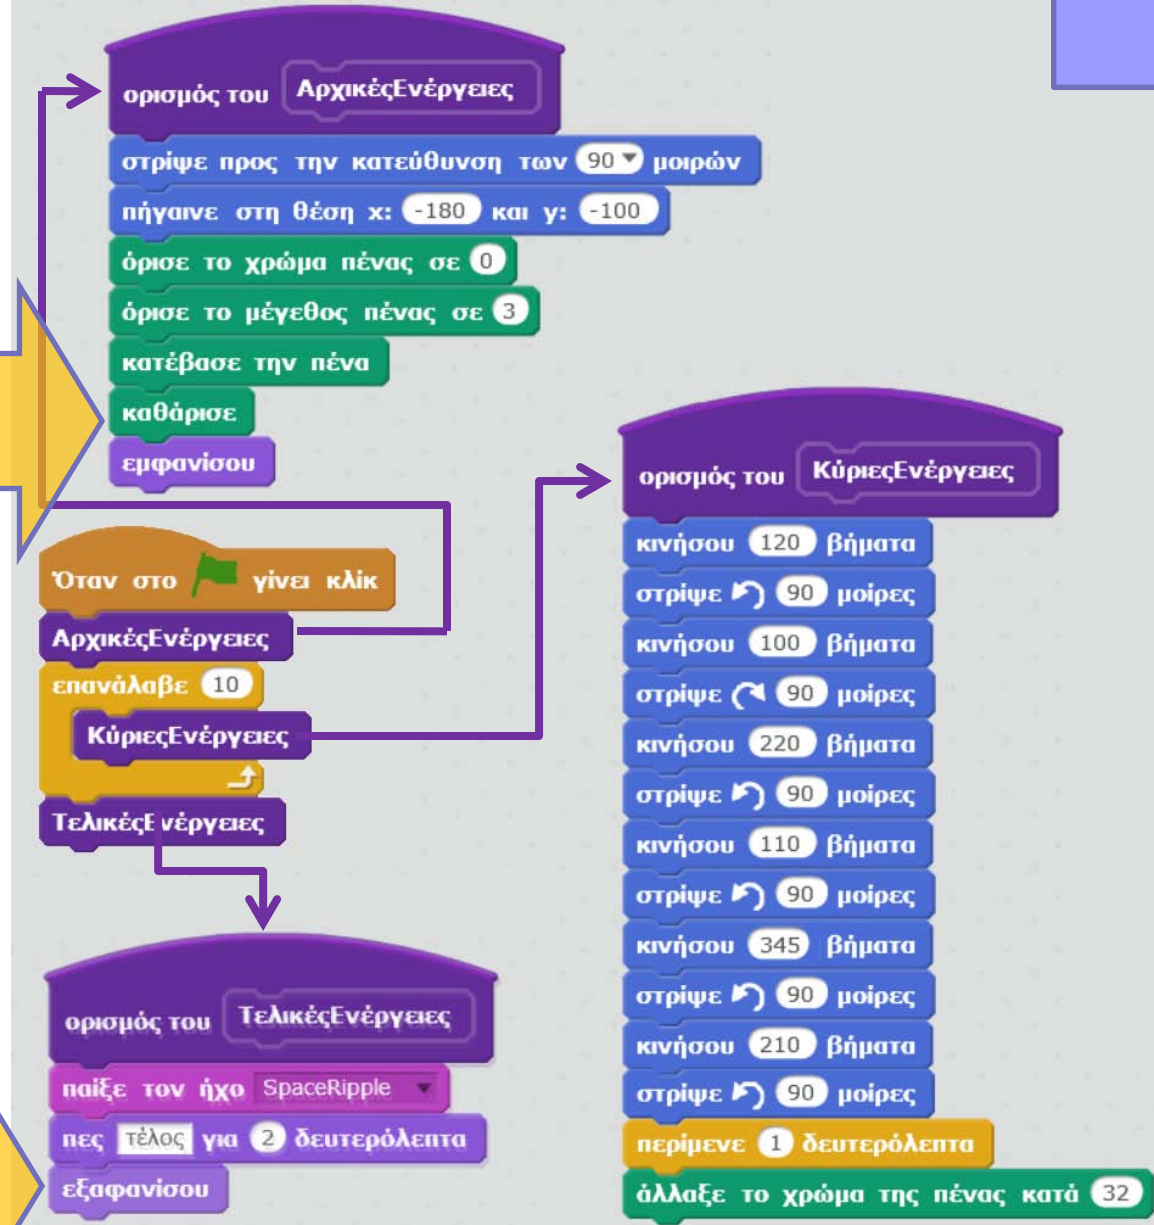 ορισμός του ΑρχικέςΕνέργειες
στρίψε προς την κατεύθυνση των 90 μοιρών
πήγαινε στη θέση x: -180 και y: -100
όρισε το χρώμα πένας σε 0
όρισε το μέγεθος πένας σε 3
κατέβασε την πένα
καθάρισε
εμφανίσου
Όταν στο γίνει κλίκ
ΑρχικέςΕνέργειες
επανάλαβε 10
ΚύριεςΕνέργειες
ΤελικέςΕνέργειες
ορισμός του ΤελικέςΕνέργειες
παίξε τον ήχο SpaceRipple
πες τέλος για 2 δευτερόλεπτα
εξαφανίσου
ορισμός του ΚύριεςΕνέργειες
κινήσου 120 βήματα
στρίψε 90 μοίρες
κινήσου 100 βήματα
στρίψε 90 μοίρες
κινήσου 220 βήματα
στρίψε 90 μοίρες
κινήσου 110 βήματα
στρίψε 90 μοίρες
κινήσου 345 βήματα
στρίψε 90 μοίρες
κινήσου 210 βήματα
στρίψε 90 μοίρες
περίμενε 1 δευτερόλεπτα
άλλαξε το χρώμα της πένας κατά 32